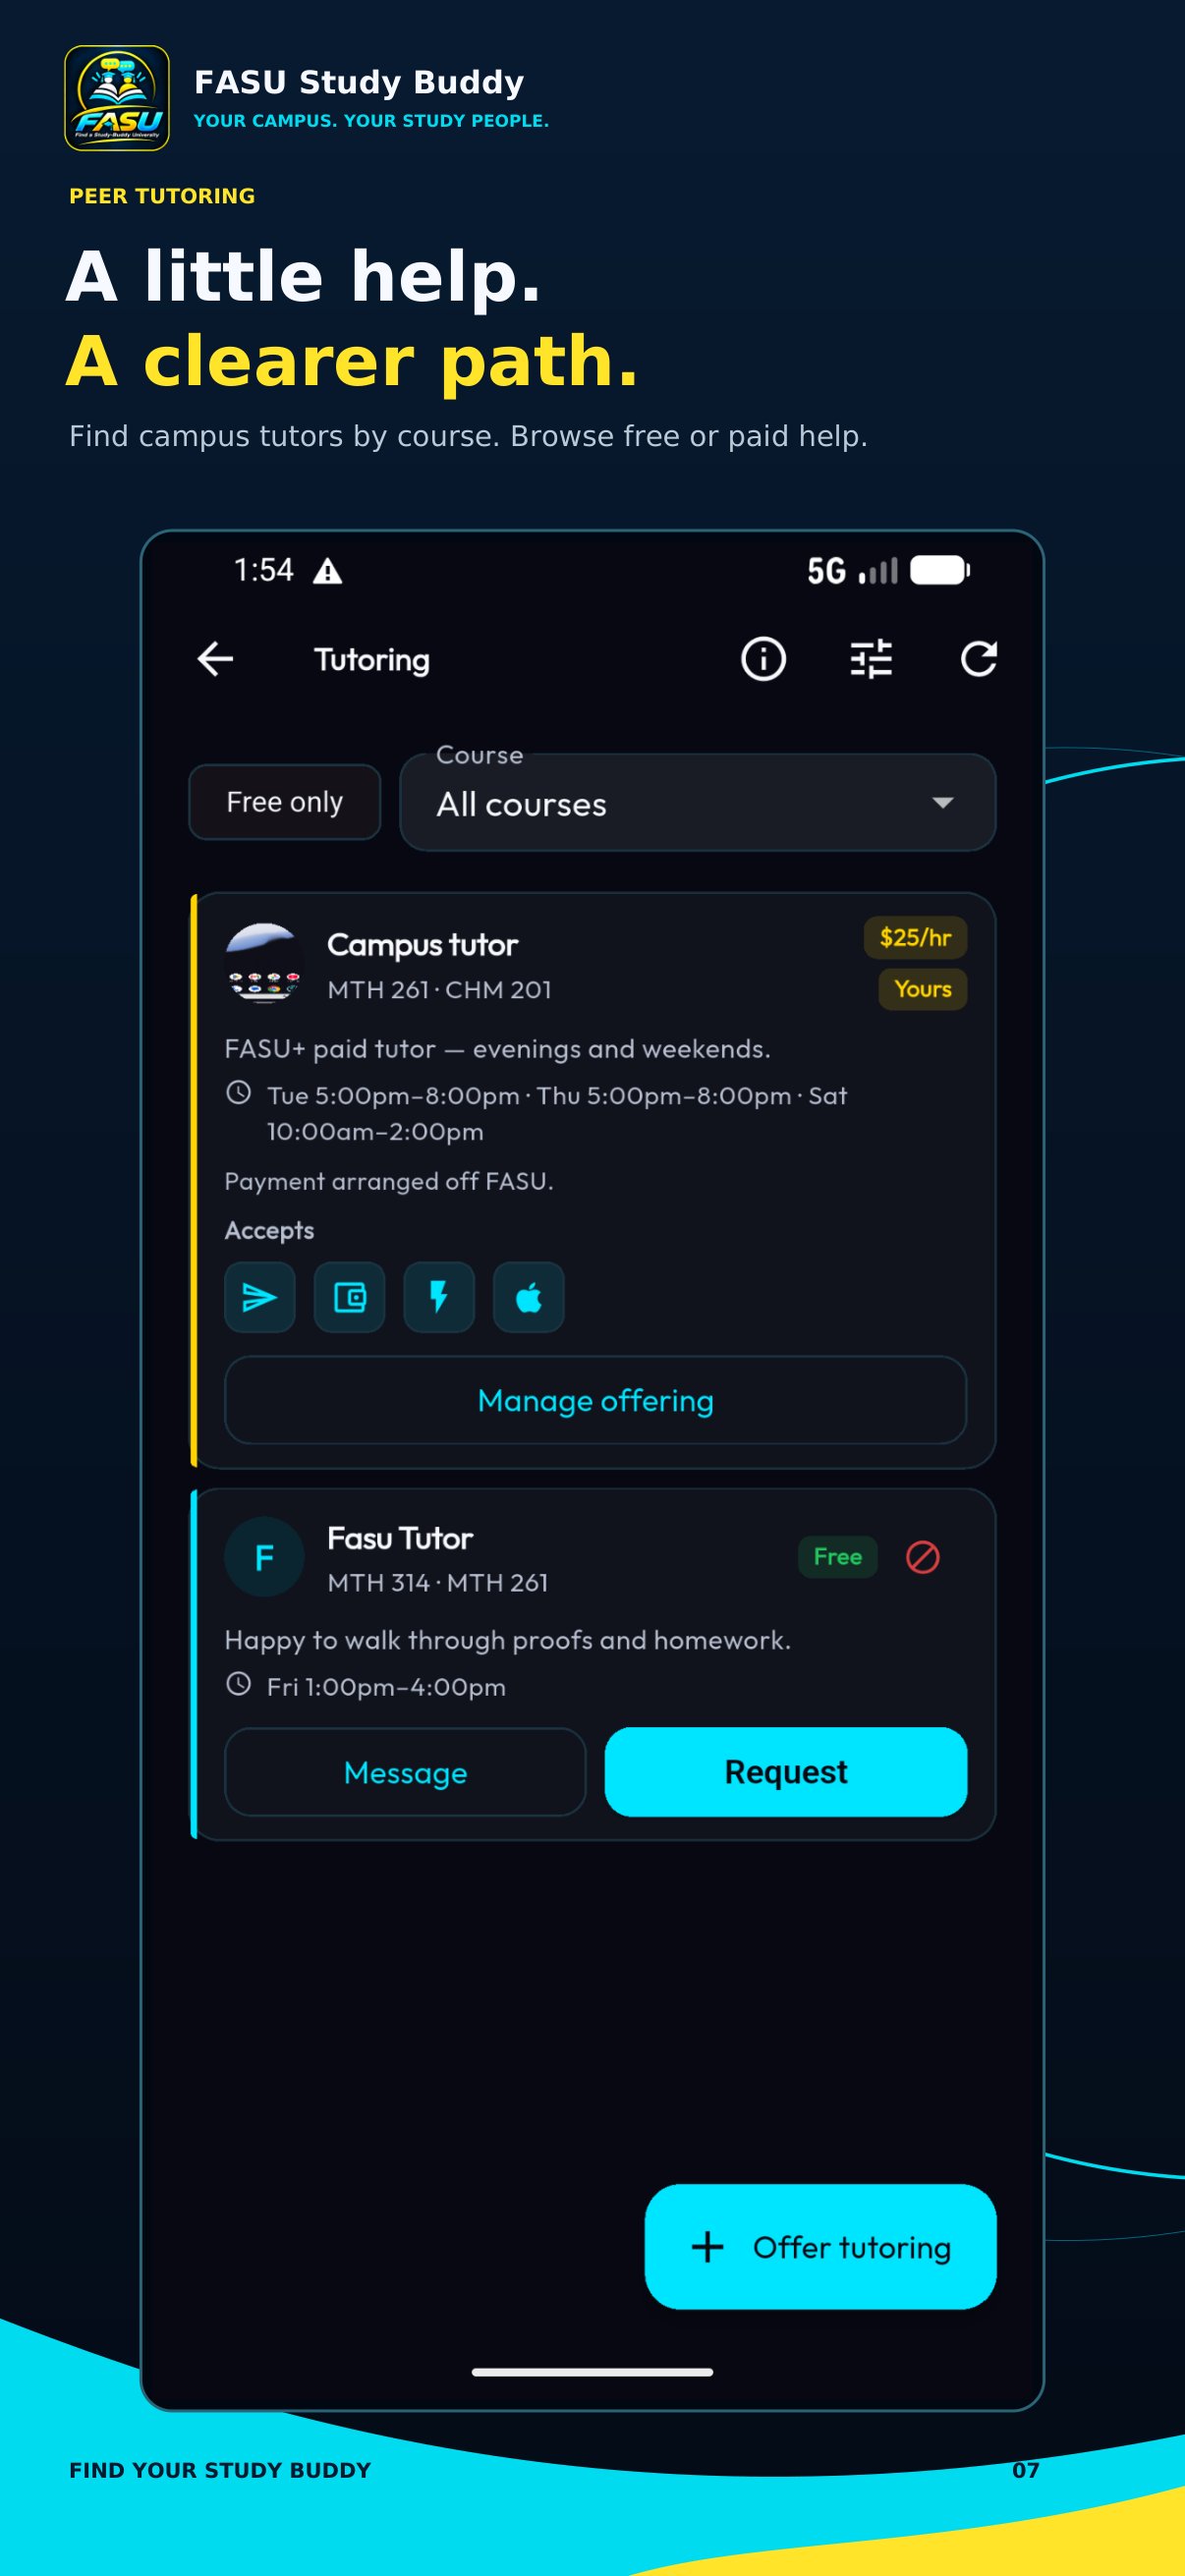 FASU
Find a Study-Buddy University
FASU Study Buddy
YOUR CAMPUS. YOUR STUDY PEOPLE.
PEER TUTORING
A little help.
A clearer path.
Find campus tutors by course. Browse free or paid help.
1:54
5G
Tutoring
Course
Free only
All courses
Campus tutor
$25/hr
MTH 261 · CHM 201
Yours
FASU+ paid tutor — evenings and weekends.
Tue 5:00pm–8:00pm · Thu 5:00pm–8:00pm · Sat
10:00am–2:00pm
Payment arranged off FASU.
Accepts
Manage offering
F
Fasu Tutor
MTH 314 · MTH 261
Free
Happy to walk through proofs and homework.
Fri 1:00pm–4:00pm
Message
Request
+ Offer tutoring
FIND YOUR STUDY BUDDY
07